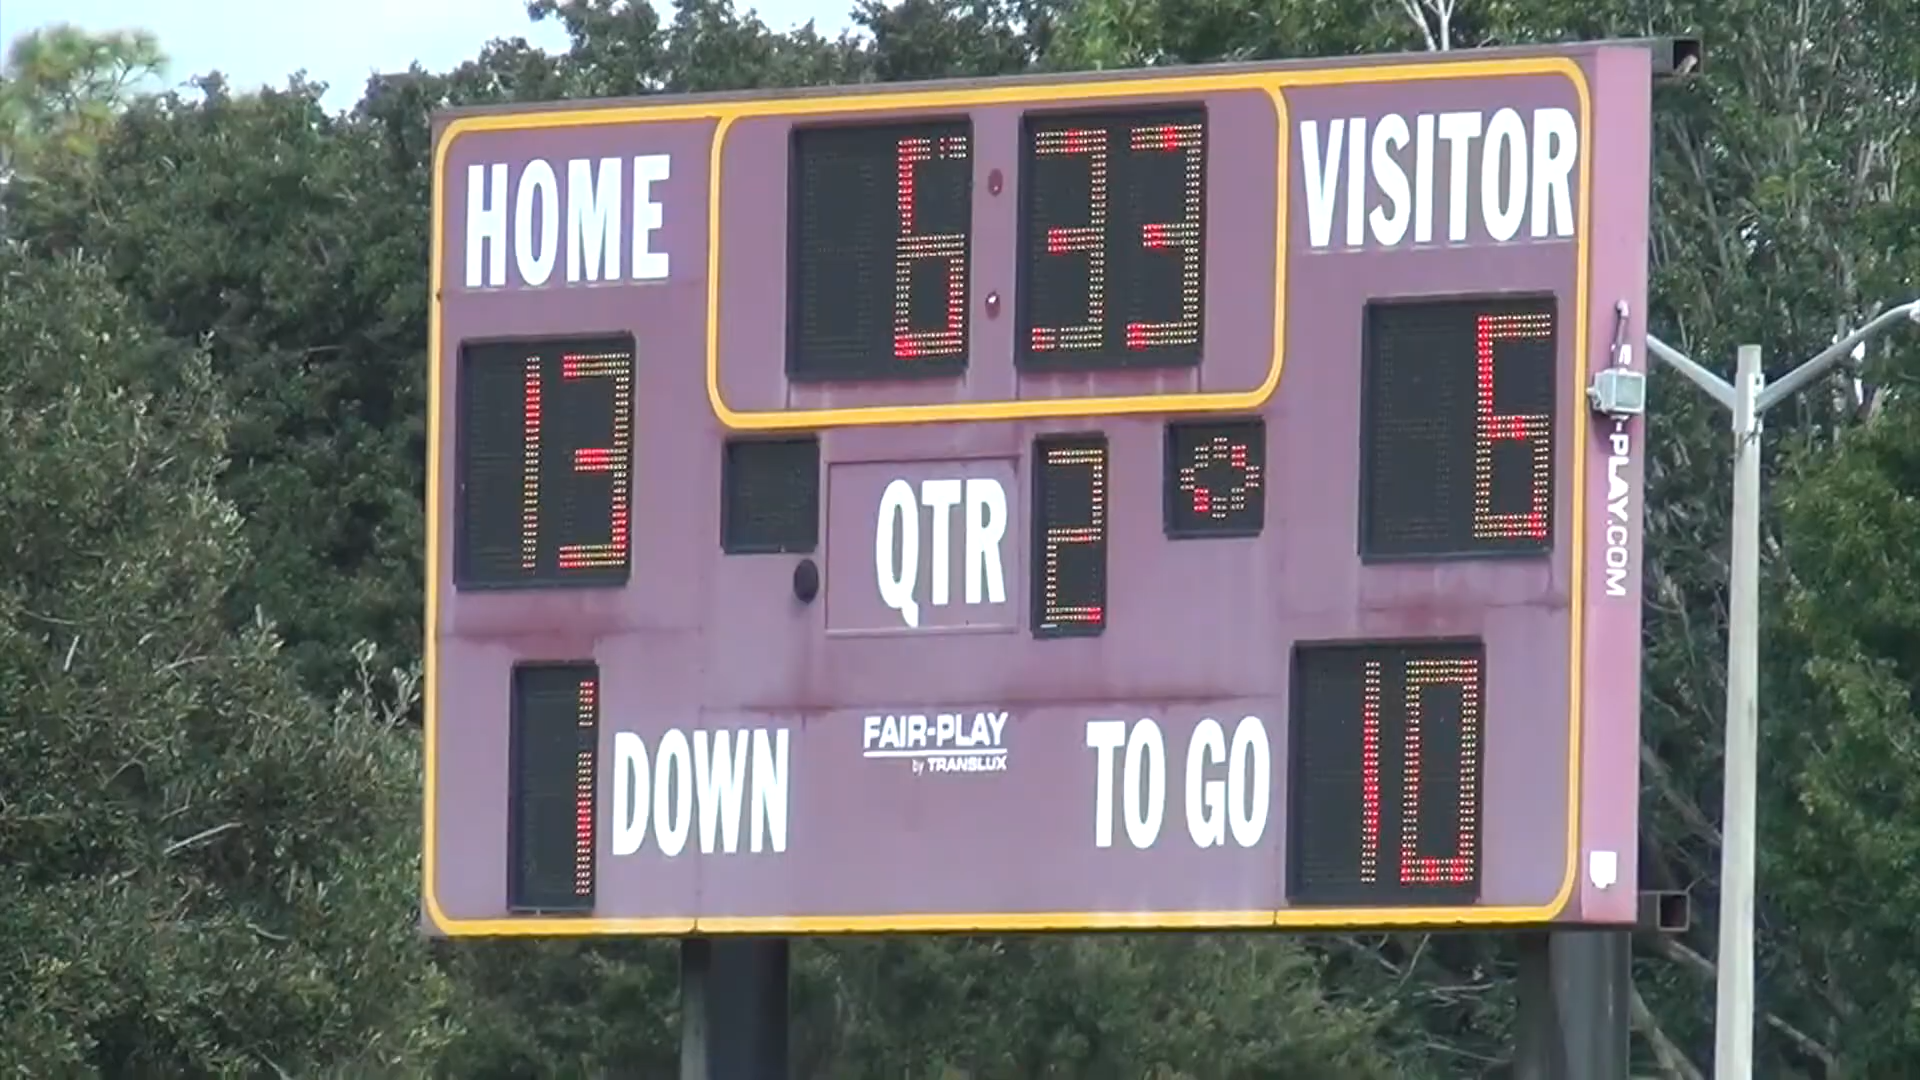 HOME
6:33
VISITOR
13
6
QTR
2
1
DOWN
FAIR-PLAY
by TRANSLUX
TO GO
10
-PLAY.COM